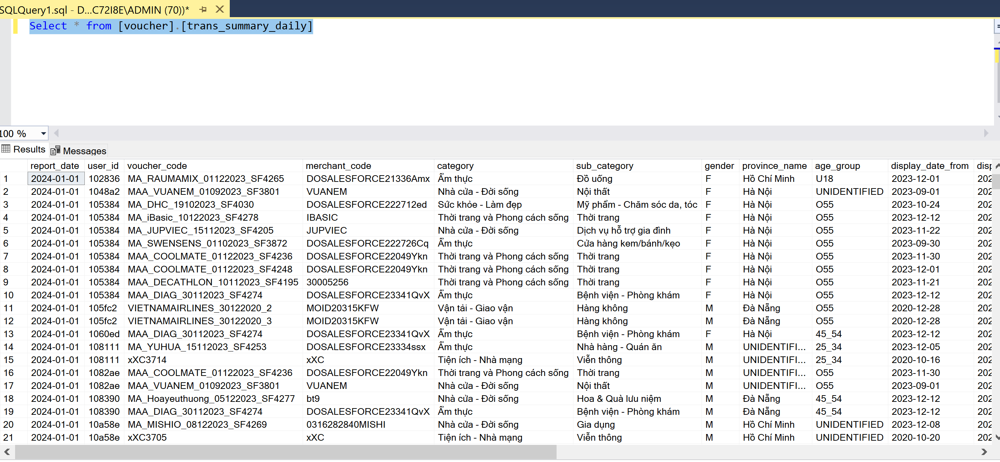 SQLQuery1.sql - D...C72I8E\ADMIN (70))*
Select * from [voucher].[trans_summary_daily]
100 %
Results Messages
report_date user_id voucher_code merchant_code category sub_category gender province_name age_group display_date_from
1 2024-01-01 102836 MA_RAUMAMIX_01122023_SF4265 DOSALESFORCE21336Amx Ẩm thực Đồ uống F Hồ Chí Minh U18 2023-12-01
2 2024-01-01 1048a2 MAA_VUANEM_01092023_SF3801 VUANEM Nhà cửa - Đời sống Nội thất F Hà Nội UNIDENTIFIED 2023-09-01
3 2024-01-01 105384 MA_DHC_19102023_SF4030 DOSALESFORCE222712ed Sức khỏe - Làm đẹp Mỹ phẩm - Chăm sóc da, tóc F Hà Nội O55 2023-10-24
4 2024-01-01 105384 MA_iBasic_10122023_SF4278 IBASIC Thời trang và Phong cách sống Thời trang F Hà Nội O55 2023-12-12
5 2024-01-01 105384 MA_JUPVIEC_15112023_SF4205 JUPVIEC Nhà cửa - Đời sống Dịch vụ hỗ trợ gia đình F Hà Nội O55 2023-11-22
6 2024-01-01 105384 MA_SWENSENS_01102023_SF3872 DOSALESFORCE222726Cq Ẩm thực Cửa hàng kem/bánh/kẹo F Hà Nội O55 2023-09-30
7 2024-01-01 105384 MAA_COOLMATE_01122023_SF4236 DOSALESFORCE22049Ykn Thời trang và Phong cách sống Thời trang F Hà Nội O55 2023-11-30
8 2024-01-01 105384 MAA_COOLMATE_01122023_SF4248 DOSALESFORCE22049Ykn Thời trang và Phong cách sống Thời trang F Hà Nội O55 2023-12-01
9 2024-01-01 105384 MAA_DECATHLON_10112023_SF4195 30005256 Thời trang và Phong cách sống Thời trang F Hà Nội O55 2023-11-21
10 2024-01-01 105384 MAA_DIAG_30112023_SF4274 DOSALESFORCE23341QvX Ẩm thực Bệnh viện - Phòng khám F Hà Nội O55 2023-12-12
11 2024-01-01 105fc2 VIETNAMAIRLINES_30122020_2 MOID20315KFW Vận tải - Giao vận Hàng không M Đà Nẵng O55 2020-12-28
12 2024-01-01 105fc2 VIETNAMAIRLINES_30122020_3 MOID20315KFW Vận tải - Giao vận Hàng không M Đà Nẵng O55 2020-12-28
13 2024-01-01 1060ed MAA_DIAG_30112023_SF4274 DOSALESFORCE23341QvX Ẩm thực Bệnh viện - Phòng khám F Hà Nội 45_54 2023-12-12
14 2024-01-01 108111 MA_YUHUA_15112023_SF4253 DOSALESFORCE23334ssx Ẩm thực Nhà hàng - Quán ăn M UNIDENTIFI... 25_34 2023-12-05
15 2024-01-01 108111 xXC3714 xXC Tiện ích - Nhà mạng Viễn thông M UNIDENTIFI... 25_34 2020-10-16
16 2024-01-01 1082ae MAA_COOLMATE_01122023_SF4236 DOSALESFORCE22049Ykn Thời trang và Phong cách sống Thời trang M UNIDENTIFI... O55 2023-11-30
17 2024-01-01 1082ae MAA_VUANEM_01092023_SF3801 VUANEM Nhà cửa - Đời sống Nội thất M UNIDENTIFI... O55 2023-09-01
18 2024-01-01 108390 MA_Hoayeuthuong_05122023_SF4277 bt9 Nhà cửa - Đời sống Hoa & Quà lưu niệm M Đà Nẵng 45_54 2023-12-12
19 2024-01-01 108390 MAA_DIAG_30112023_SF4274 DOSALESFORCE23341QvX Ẩm thực Bệnh viện - Phòng khám M Đà Nẵng 45_54 2023-12-12
20 2024-01-01 10a58e MA_MISHIO_08122023_SF4269 0316282840MISHI Nhà cửa - Đời sống Gia dụng M Hồ Chí Minh UNIDENTIFIED 2023-12-08
21 2024-01-01 10a58e xXC3705 xXC Tiện ích - Nhà mạng Viễn thông M Hồ Chí Minh UNIDENTIFIED 2020-10-20